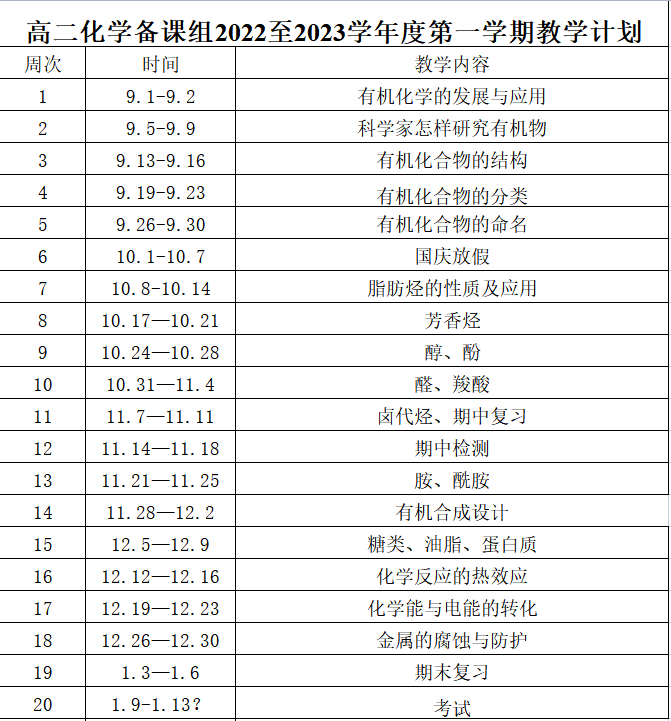 高二化学备课组2022至2023学年度第一学期教学计划
周次 时间 教学内容
1 9.1-9.2 有机化学的发展与应用
2 9.5-9.9 科学家怎样研究有机物
3 9.13-9.16 有机化合物的结构
4 9.19-9.23 有机化合物的分类
5 9.26-9.30 有机化合物的命名
6 10.1-10.7 国庆放假
7 10.8-10.14 脂肪烃的性质及应用
8 10.17—10.21 芳香烃
9 10.24—10.28 醇、酚
10 10.31—11.4 醛、羧酸
11 11.7—11.11 卤代烃、期中复习
12 11.14—11.18 期中检测
13 11.21—11.25 胺、酰胺
14 11.28—12.2 有机合成设计
15 12.5—12.9 糖类、油脂、蛋白质
16 12.12—12.16 化学反应的热效应
17 12.19—12.23 化学能与电能的转化
18 12.26—12.30 金属的腐蚀与防护
19 1.3—1.6 期末复习
20 1.9-1.13? 考试